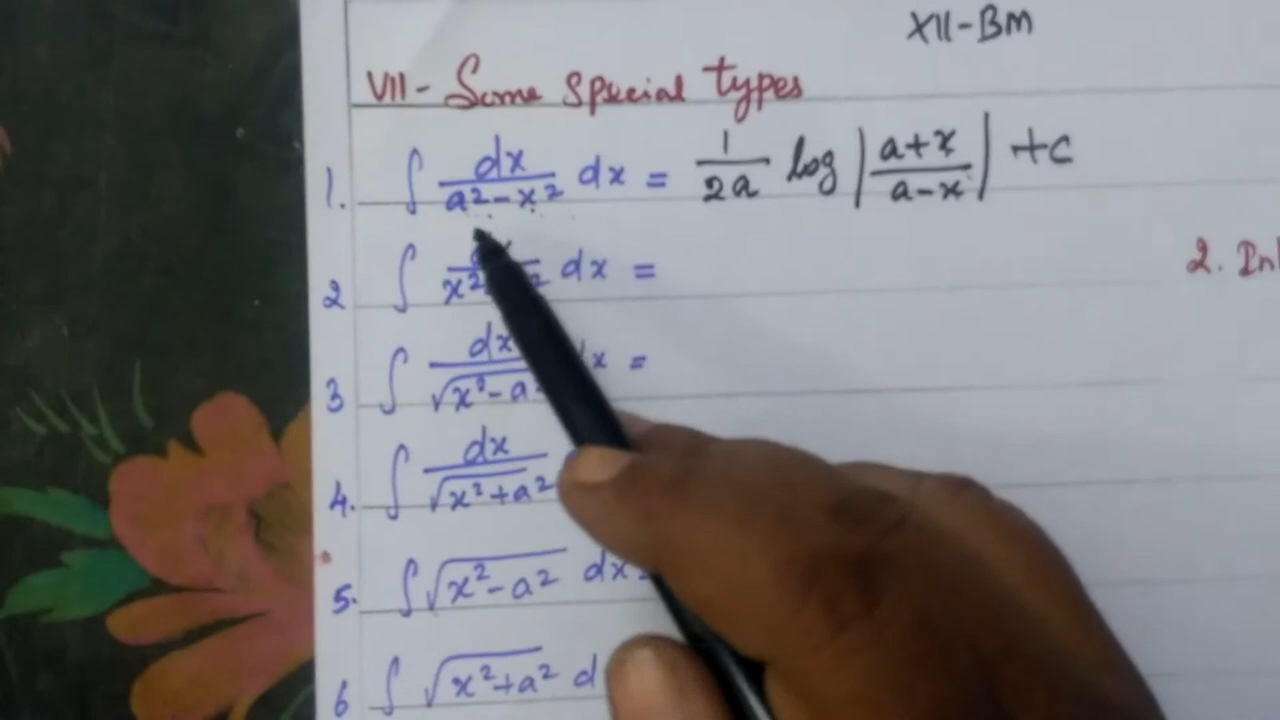 XII-BM
VII- Some special types
1. ∫ dx/(a²-x²) dx = 1/2a log |(a+x)/(a-x)| +c
2 ∫ dx =
2.
3 ∫ dx/√(x²-a²) dx =
4. ∫ dx/√(x²+a²)
5. ∫√(x²-a²) dx
6 ∫ √(x²+a²) d